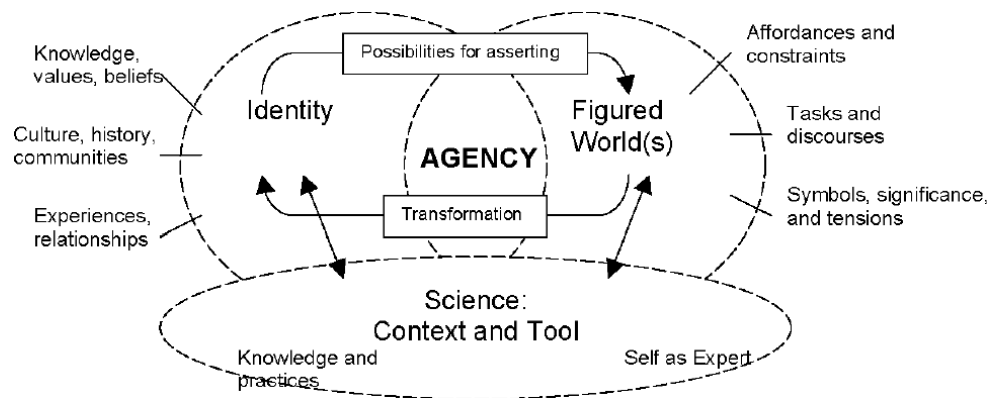 Knowledge,
values, beliefs
Culture, history,
communities
Experiences,
relationships
Possibilities for asserting
Identity
Figured
World(s)
AGENCY
Transformation
Affordances and
constraints
Tasks and
discourses
Symbols, significance,
and tensions
Science:
Context and Tool
Knowledge and
practices
Self as Expert